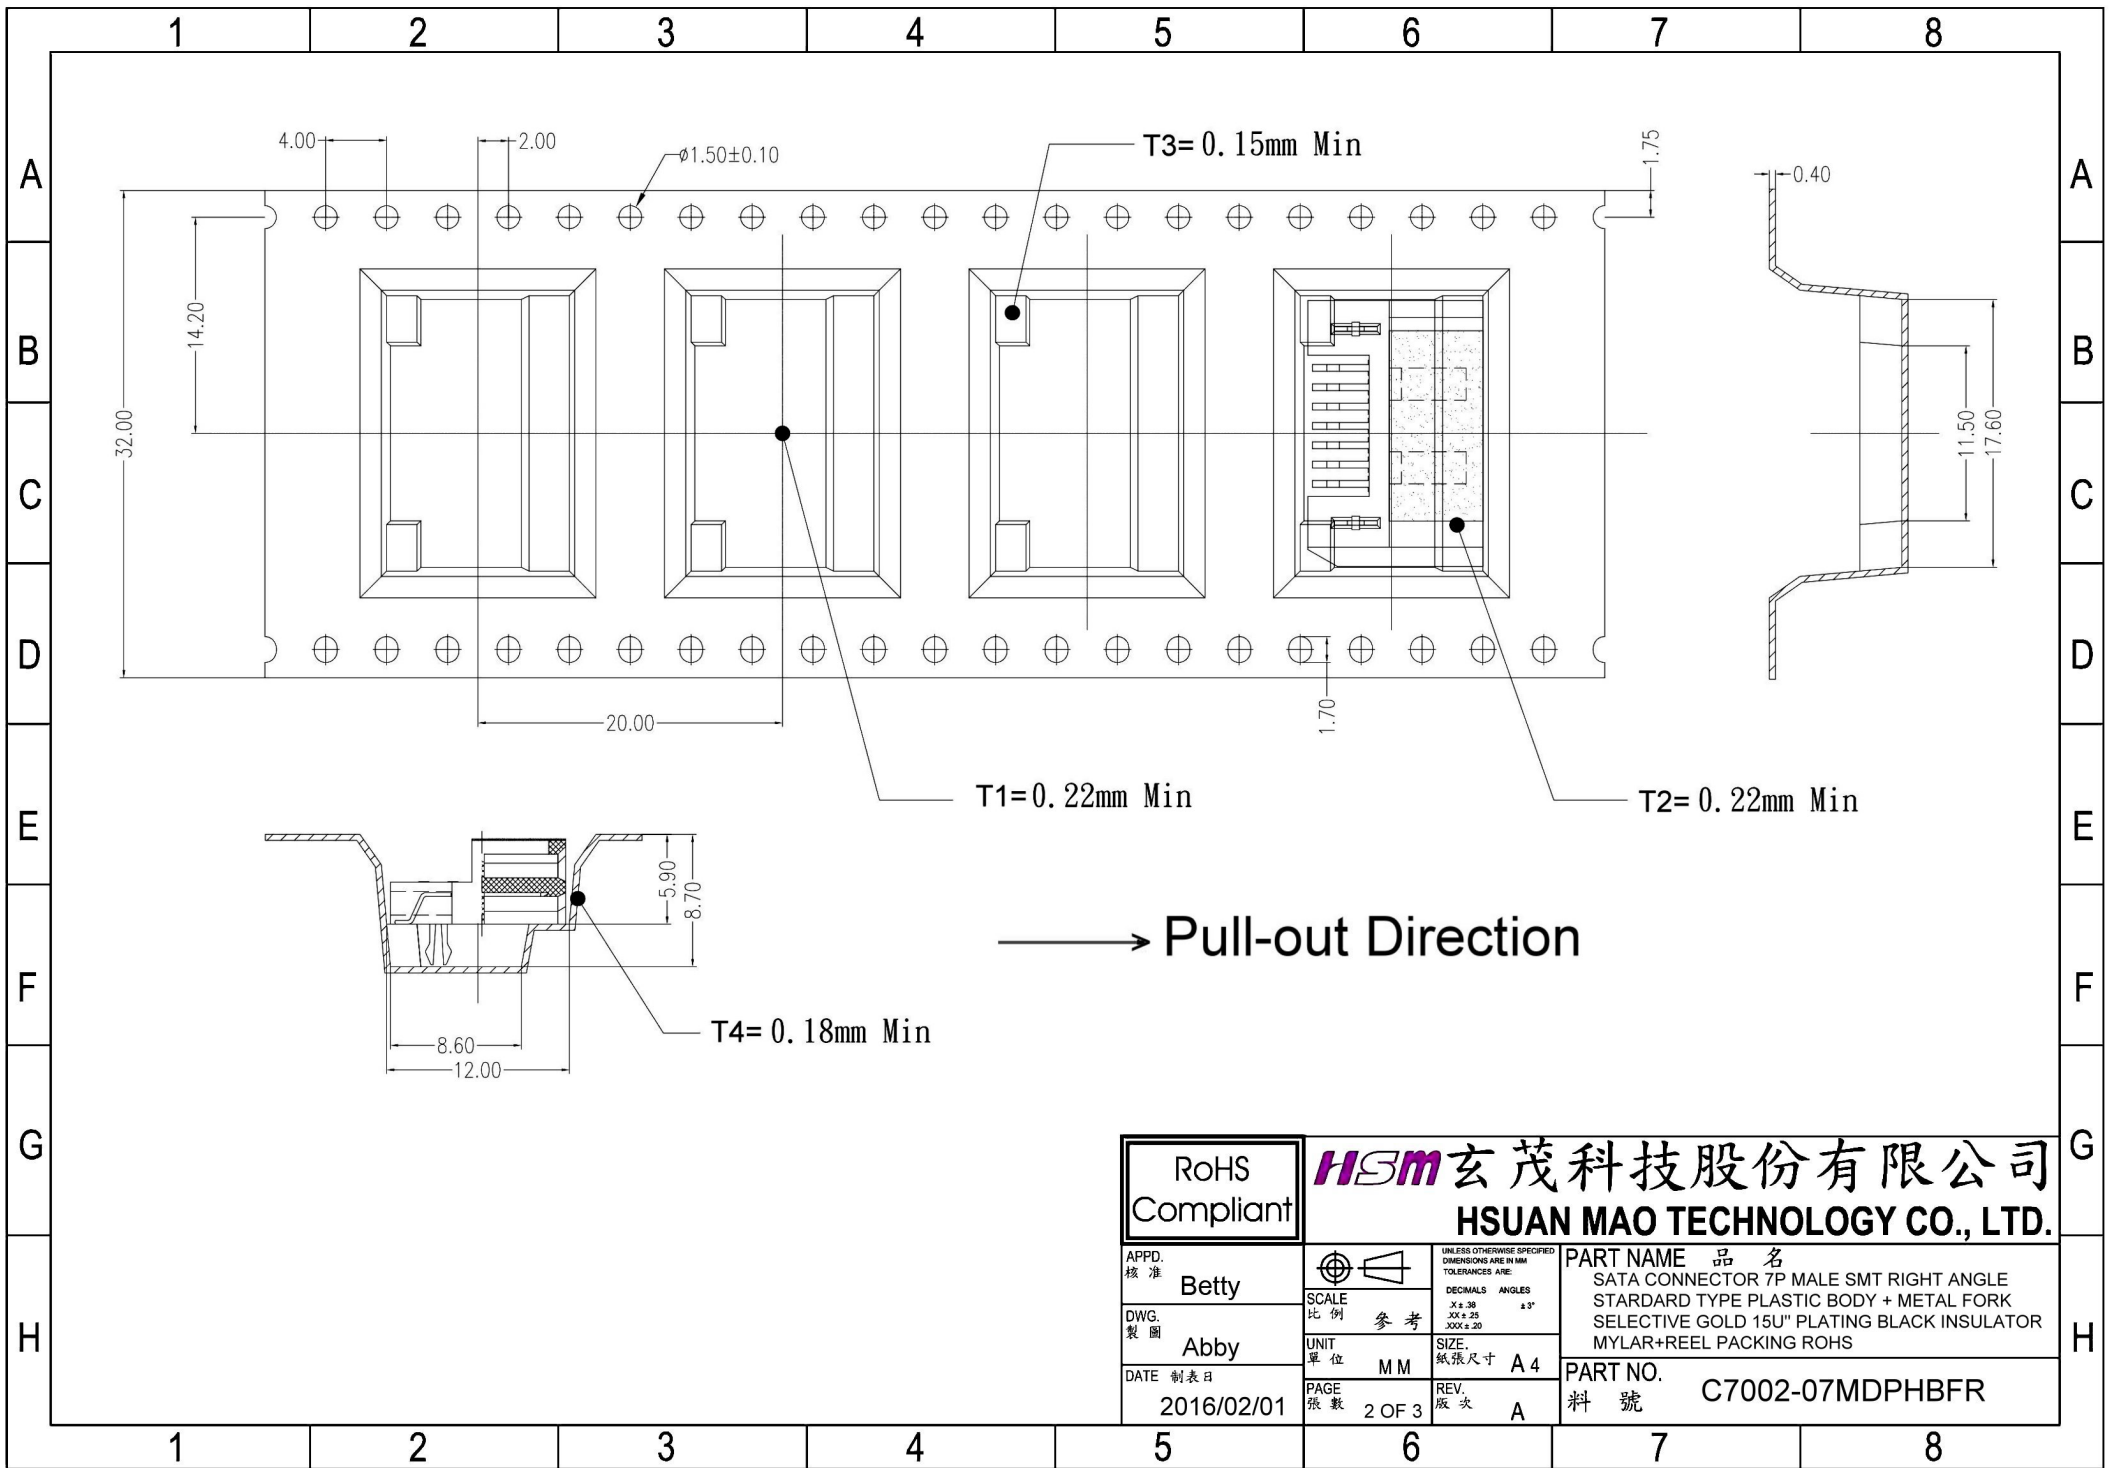 1 2 3 4 5 6 7 8
A A
B B
C C
D D
E E
F F
G G
H H
4.00
2.00
ø1.50±0.10
T3=0.15mm Min
1.75
0.40
14.20
32.00
11.50
17.60
20.00
1.70
T1=0.22mm Min
T2=0.22mm Min
5.90
8.70
Pull-out Direction
T4=0.18mm Min
8.60
12.00
RoHS
Compliant
HSM 玄茂科技股份有限公司
HSUAN MAO TECHNOLOGY CO., LTD.
APPD.
核 准
Betty
DWG.
製 圖
Abby
DATE 制表日
2016/02/01
SCALE
比 例 參 考
UNIT
單 位 MM
PAGE
張 數 2 OF 3
UNLESS OTHERWISE SPECIFIED
DIMENSIONS ARE IN MM
TOLERANCES ARE:
DECIMALS ANGLES
.X ± .38 ± 3°
.XX ± .25
.XXX ± .20
SIZE.
紙張尺寸 A 4
REV.
版 次 A
PART NAME 品 名
SATA CONNECTOR 7P MALE SMT RIGHT ANGLE
STARDARD TYPE PLASTIC BODY + METAL FORK
SELECTIVE GOLD 15U" PLATING BLACK INSULATOR
MYLAR+REEL PACKING ROHS
PART NO.
料 號 C7002-07MDPHBFR
1 2 3 4 5 6 7 8